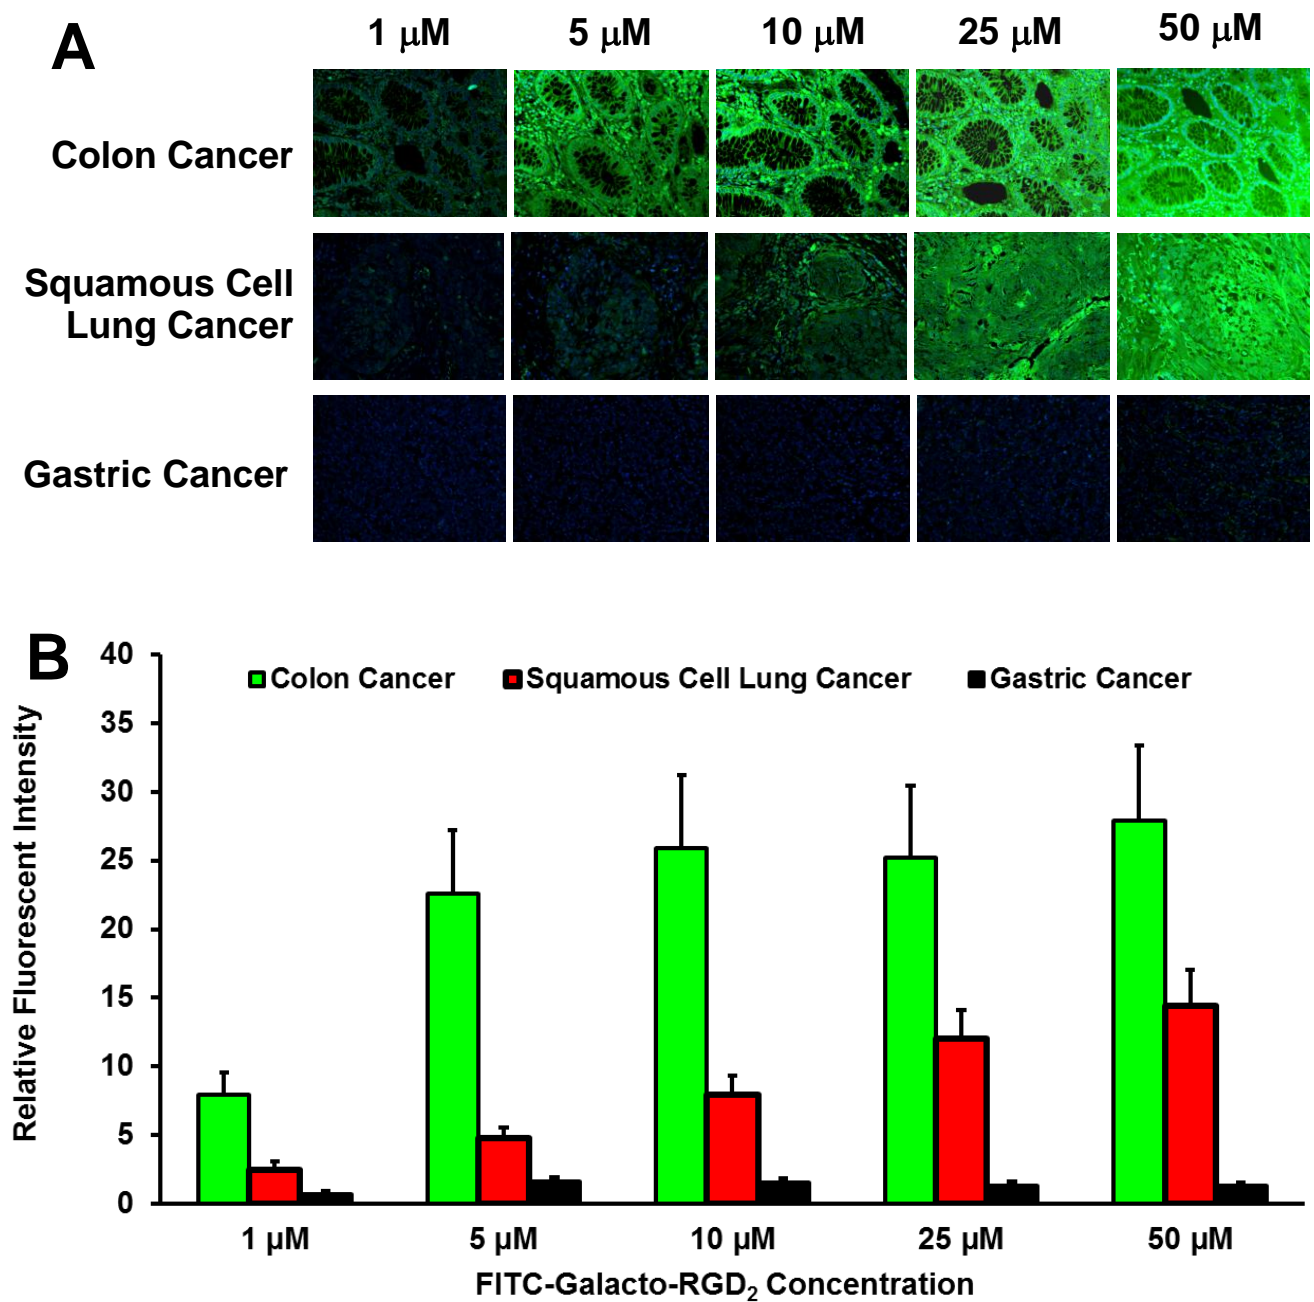 A
1 μM 5 μM 10 μM 25 μM 50 μM
Colon Cancer
Squamous Cell
Lung Cancer
Gastric Cancer
B
Colon Cancer Squamous Cell Lung Cancer Gastric Cancer
Relative Fluorescent Intensity
40
35
30
25
20
15
10
5
0
1 μM 5 μM 10 μM 25 μM 50 μM
FITC-Galacto-RGD₂ Concentration